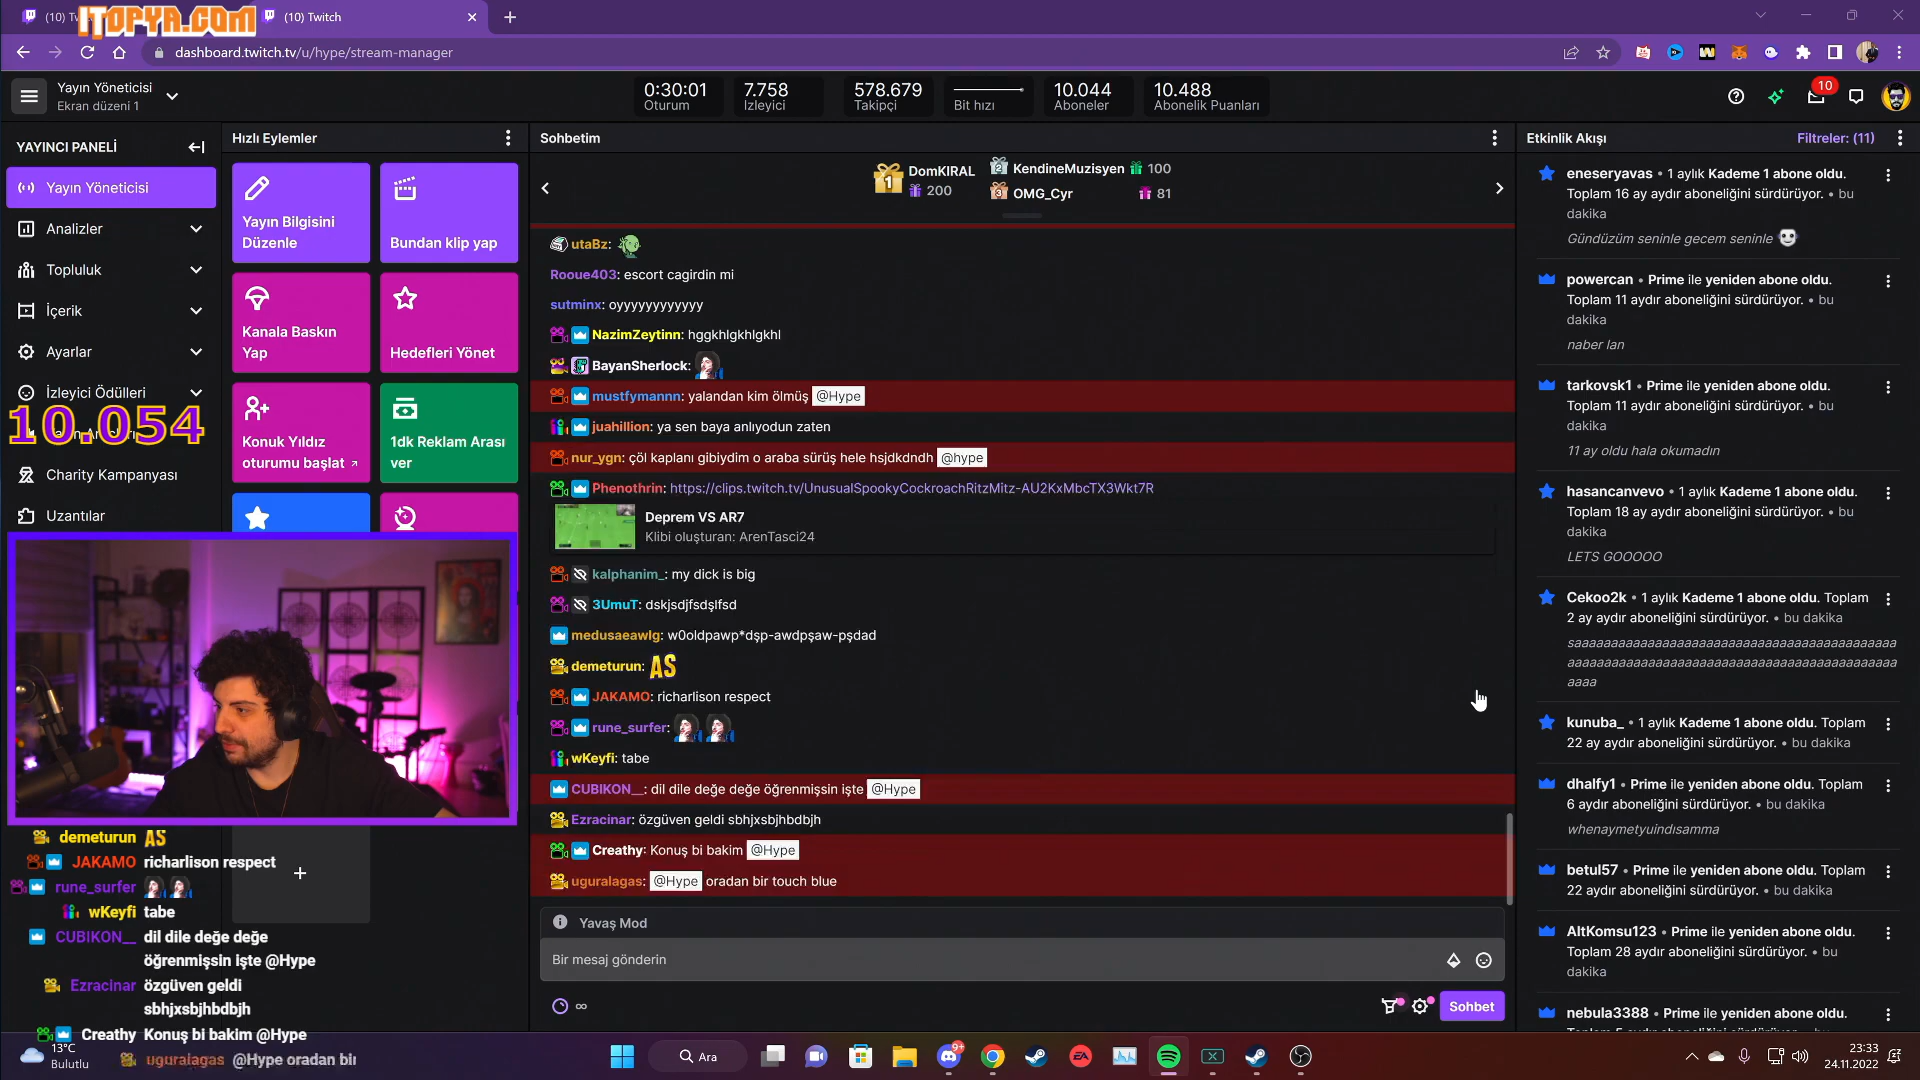 (10) Tw
ITOPYA.COM
(10) Twitch
dashboard.twitch.tv/u/hype/stream-manager
Yayın Yöneticisi
Ekran düzeni 1
0:30:01
Oturum
7.758
İzleyici
578.679
Takipçi
Bit hızı
10.044
Aboneler
10.488
Abonelik Puanları
10
YAYINCI PANELİ
Yayın Yöneticisi
Analizler
Topluluk
İçerik
Ayarlar
İzleyici Ödülleri
10.054
Charity Kampanyası
Uzantılar
Hızlı Eylemler
Yayın Bilgisini
Düzenle
Bundan klip yap
Kanala Baskın
Yap
Hedefleri Yönet
Konuk Yıldız
oturumu başlat
1dk Reklam Arası
ver
Sohbetim
1 DomKIRAL
200
2 KendineMuzisyen 100
3 OMG_Cyr 81
utaBz:
Rooue403: escort cagirdin mi
sutminx: oyyyyyyyyyyyy
NazimZeytinn: hggkhlgkhlgkhl
BayanSherlock:
mustfymannn: yalandan kim ölmüş @Hype
juahillion: ya sen baya anlıyodun zaten
nur_ygn: çöl kaplanı gibiydim o araba sürüş hele hsjdkdndh @hype
Phenothrin: https://clips.twitch.tv/UnusualSpookyCockroachRitzMitz-AU2KxMbcTX3Wkt7R
Deprem VS AR7
Klibi oluşturan: ArenTasci24
kalphanim_: my dick is big
3UmuT: dskjsdjfsdşlfsd
medusaeawlg: w0oldpawp*dşp-awdpşaw-pşdad
demeturun: AS
JAKAMO: richarlison respect
rune_surfer:
wKeyfi: tabe
CUBIKON__: dil dile değe değe öğrenmişsin işte @Hype
Ezracinar: özgüven geldi sbhjxsbjhbdbjh
Creathy: Konuş bi bakim @Hype
uguralagas: @Hype oradan bir touch blue
Yavaş Mod
Bir mesaj gönderin
Sohbet
Etkinlik Akışı
Filtreler: (11)
eneseryavas • 1 aylık Kademe 1 abone oldu.
Toplam 16 ay aydır aboneliğini sürdürüyor. • bu
dakika
Gündüzüm seninle gecem seninle
powercan • Prime ile yeniden abone oldu.
Toplam 11 aydır aboneliğini sürdürüyor. • bu
dakika
naber lan
tarkovsk1 • Prime ile yeniden abone oldu.
Toplam 11 aydır aboneliğini sürdürüyor. • bu
dakika
11 ay oldu hala okumadın
hasancanvevo • 1 aylık Kademe 1 abone oldu.
Toplam 18 ay aydır aboneliğini sürdürüyor. • bu
dakika
LETS GOOOOO
Cekoo2k • 1 aylık Kademe 1 abone oldu. Toplam
2 ay aydır aboneliğini sürdürüyor. • bu dakika
kunuba_ • 1 aylık Kademe 1 abone oldu. Toplam
22 ay aydır aboneliğini sürdürüyor. • bu dakika
dhalfy1 • Prime ile yeniden abone oldu. Toplam
6 aydır aboneliğini sürdürüyor. • bu dakika
whenaymetyuindısamma
betul57 • Prime ile yeniden abone oldu. Toplam
22 aydır aboneliğini sürdürüyor. • bu dakika
AltKomsu123 • Prime ile yeniden abone oldu.
Toplam 28 aydır aboneliğini sürdürüyor. • bu
dakika
nebula3388 • Prime ile yeniden abone oldu.
demeturun AS
JAKAMO richarlison respect
rune_surfer
wKeyfi tabe
CUBIKON__ dil dile değe değe
öğrenmişsin işte @Hype
Ezracinar özgüven geldi
sbhjxsbjhbdbjh
Creathy Konuş bi bakim @Hype
uguralagas @Hype oradan bir
13°C
Bulutlu
Ara
9+
EA
23:33
24.11.2022